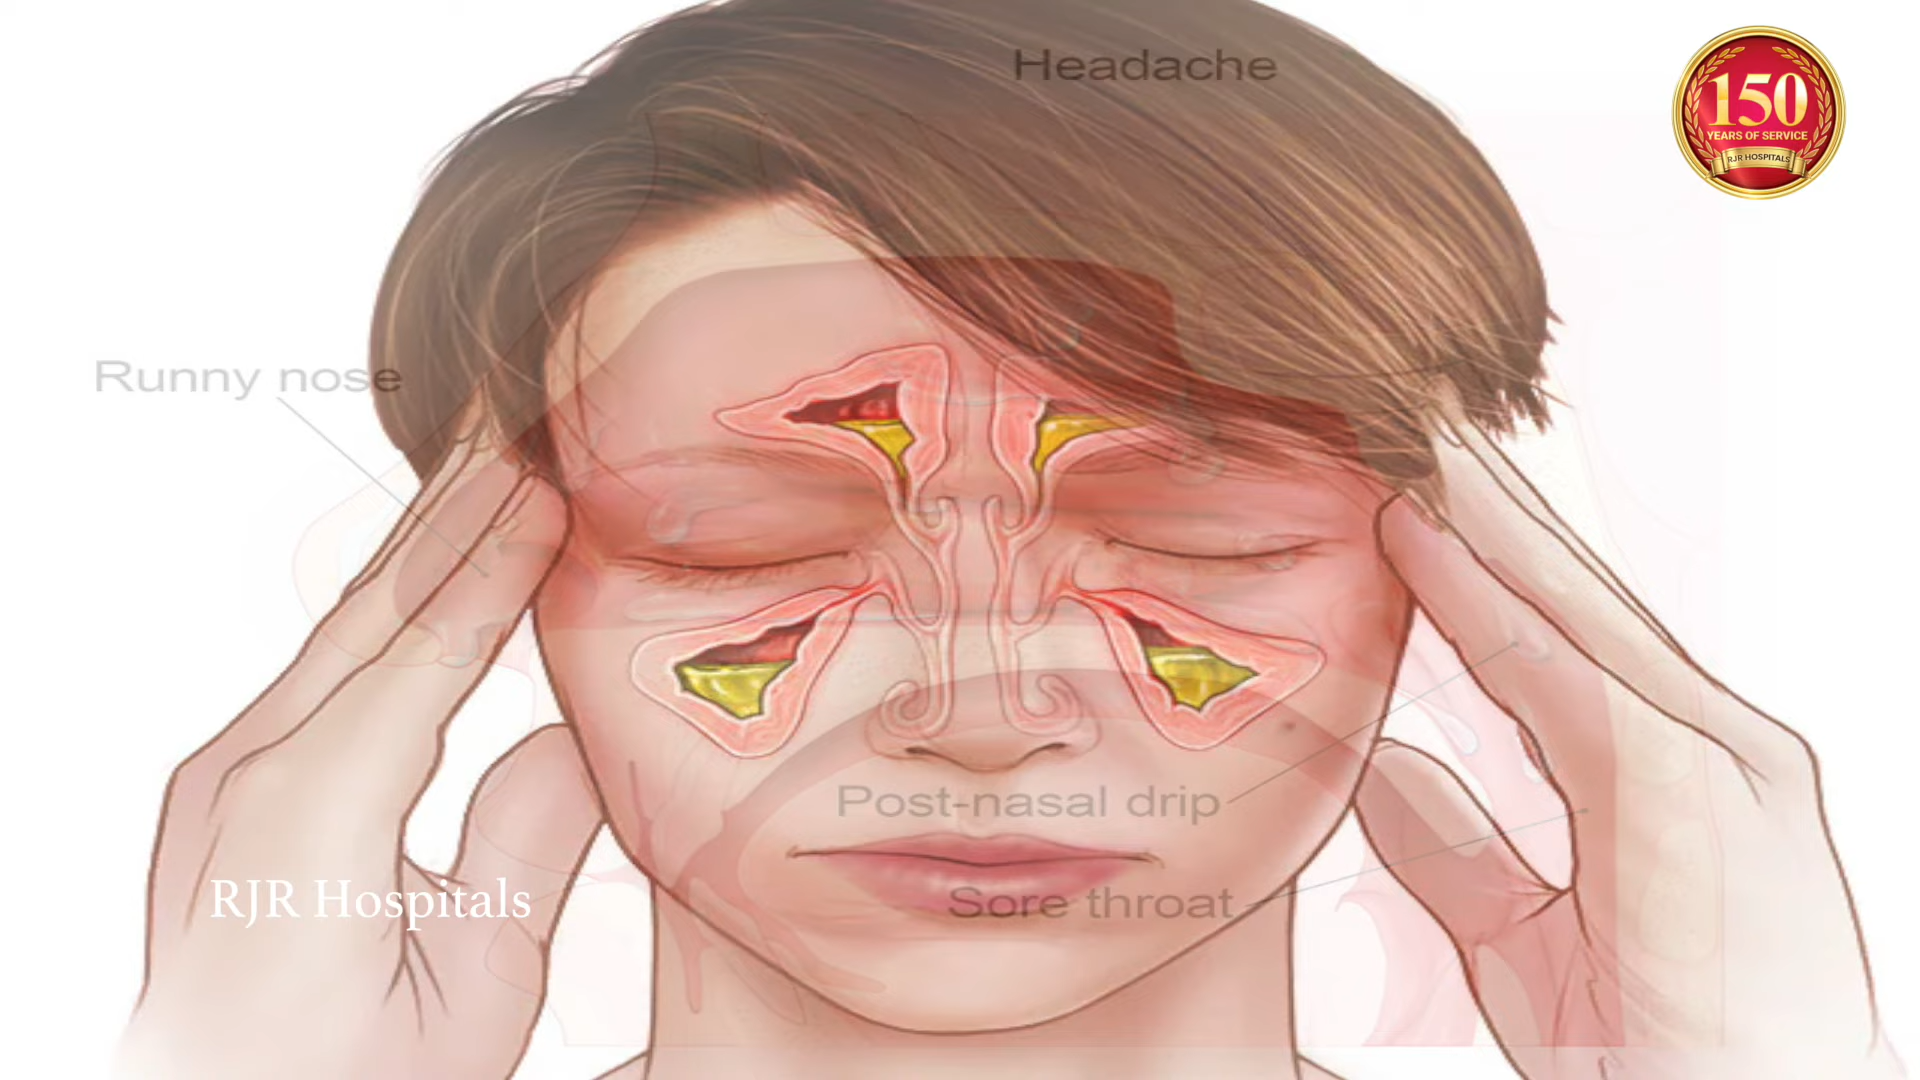 Headache
150
YEARS OF SERVICE
RJR HOSPITALS
Runny nose
Post-nasal drip
Sore throat
RJR Hospitals